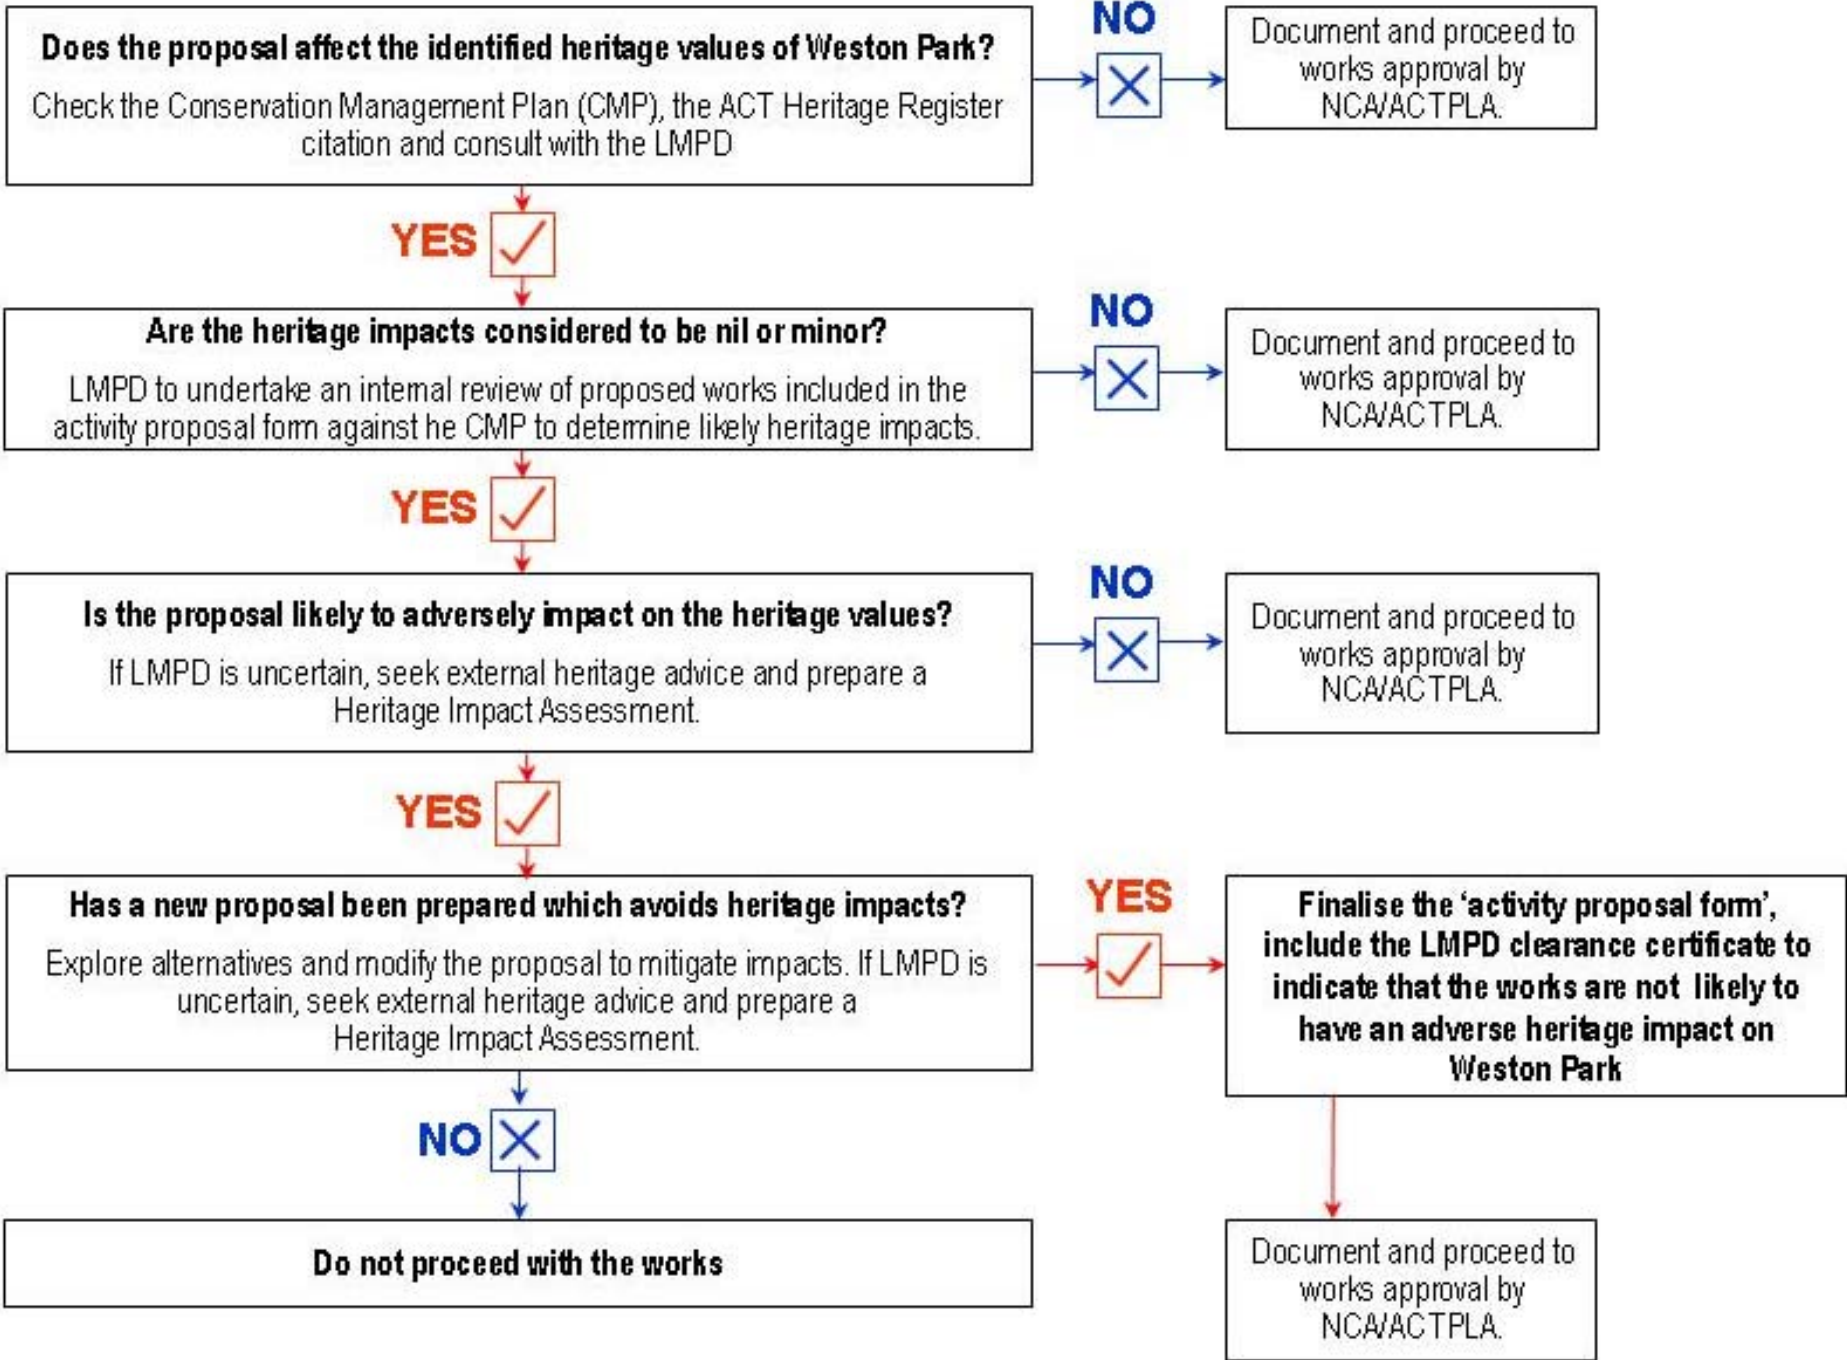 Does the proposal affect the identified heritage values of Weston Park?
Check the Conservation Management Plan (CMP), the ACT Heritage Register
citation and consult with the LMPD
NO
Document and proceed to
works approval by
NCA/ACTPLA.
YES
Are the heritage impacts considered to be nil or minor?
LMPD to undertake an internal review of proposed works included in the
activity proposal form against he CMP to determine likely heritage impacts.
NO
Document and proceed to
works approval by
NCA/ACTPLA.
YES
Is the proposal likely to adversely impact on the heritage values?
If LMPD is uncertain, seek external heritage advice and prepare a
Heritage Impact Assessment.
NO
Document and proceed to
works approval by
NCA/ACTPLA.
YES
Has a new proposal been prepared which avoids heritage impacts?
Explore alternatives and modify the proposal to mitigate impacts. If LMPD is
uncertain, seek external heritage advice and prepare a
Heritage Impact Assessment.
YES
Finalise the ‘activity proposal form’,
include the LMPD clearance certificate to
indicate that the works are not likely to
have an adverse heritage impact on
Weston Park
NO
Do not proceed with the works
Document and proceed to
works approval by
NCA/ACTPLA.